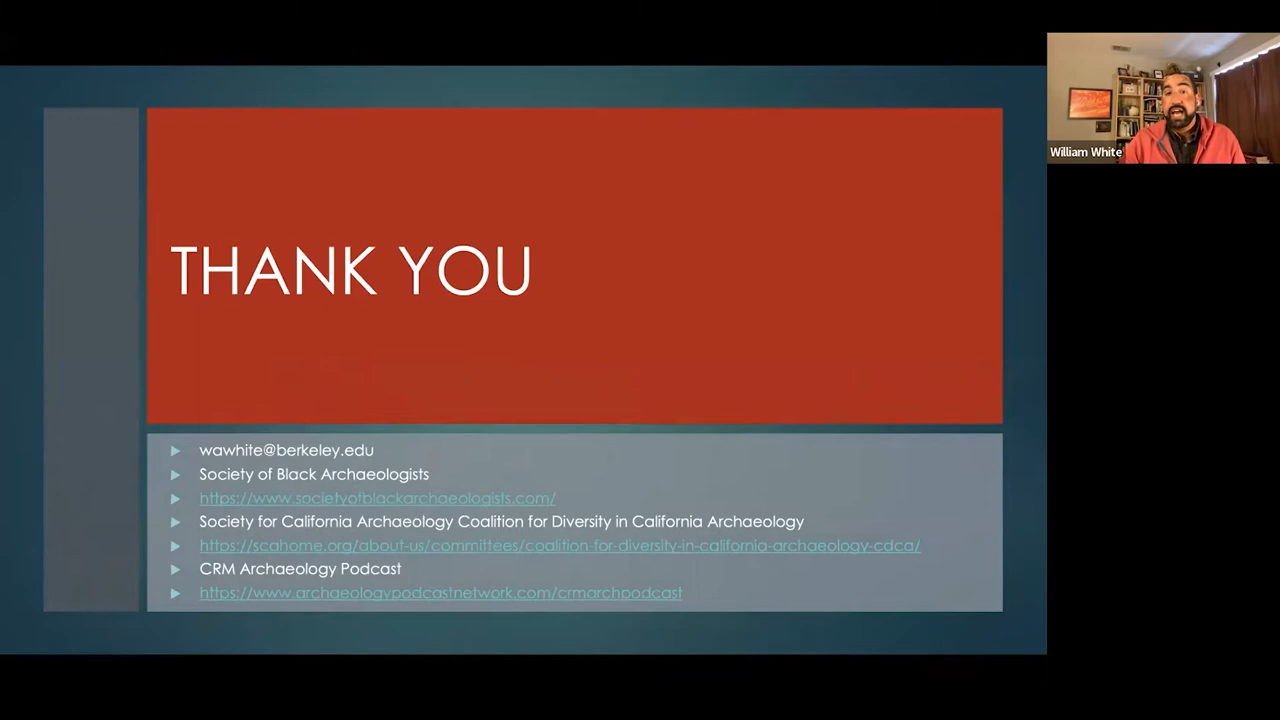 THANK YOU
wawhite@berkeley.edu
Society of Black Archaeologists
https://www.societyofblackarchaeologists.com/
Society for California Archaeology Coalition for Diversity in California Archaeology
https://scahome.org/about-us/committees/coalition-for-diversity-in-california-archaeology-cdca/
CRM Archaeology Podcast
https://www.archaeologypodcastnetwork.com/crmarchpodcast
William White